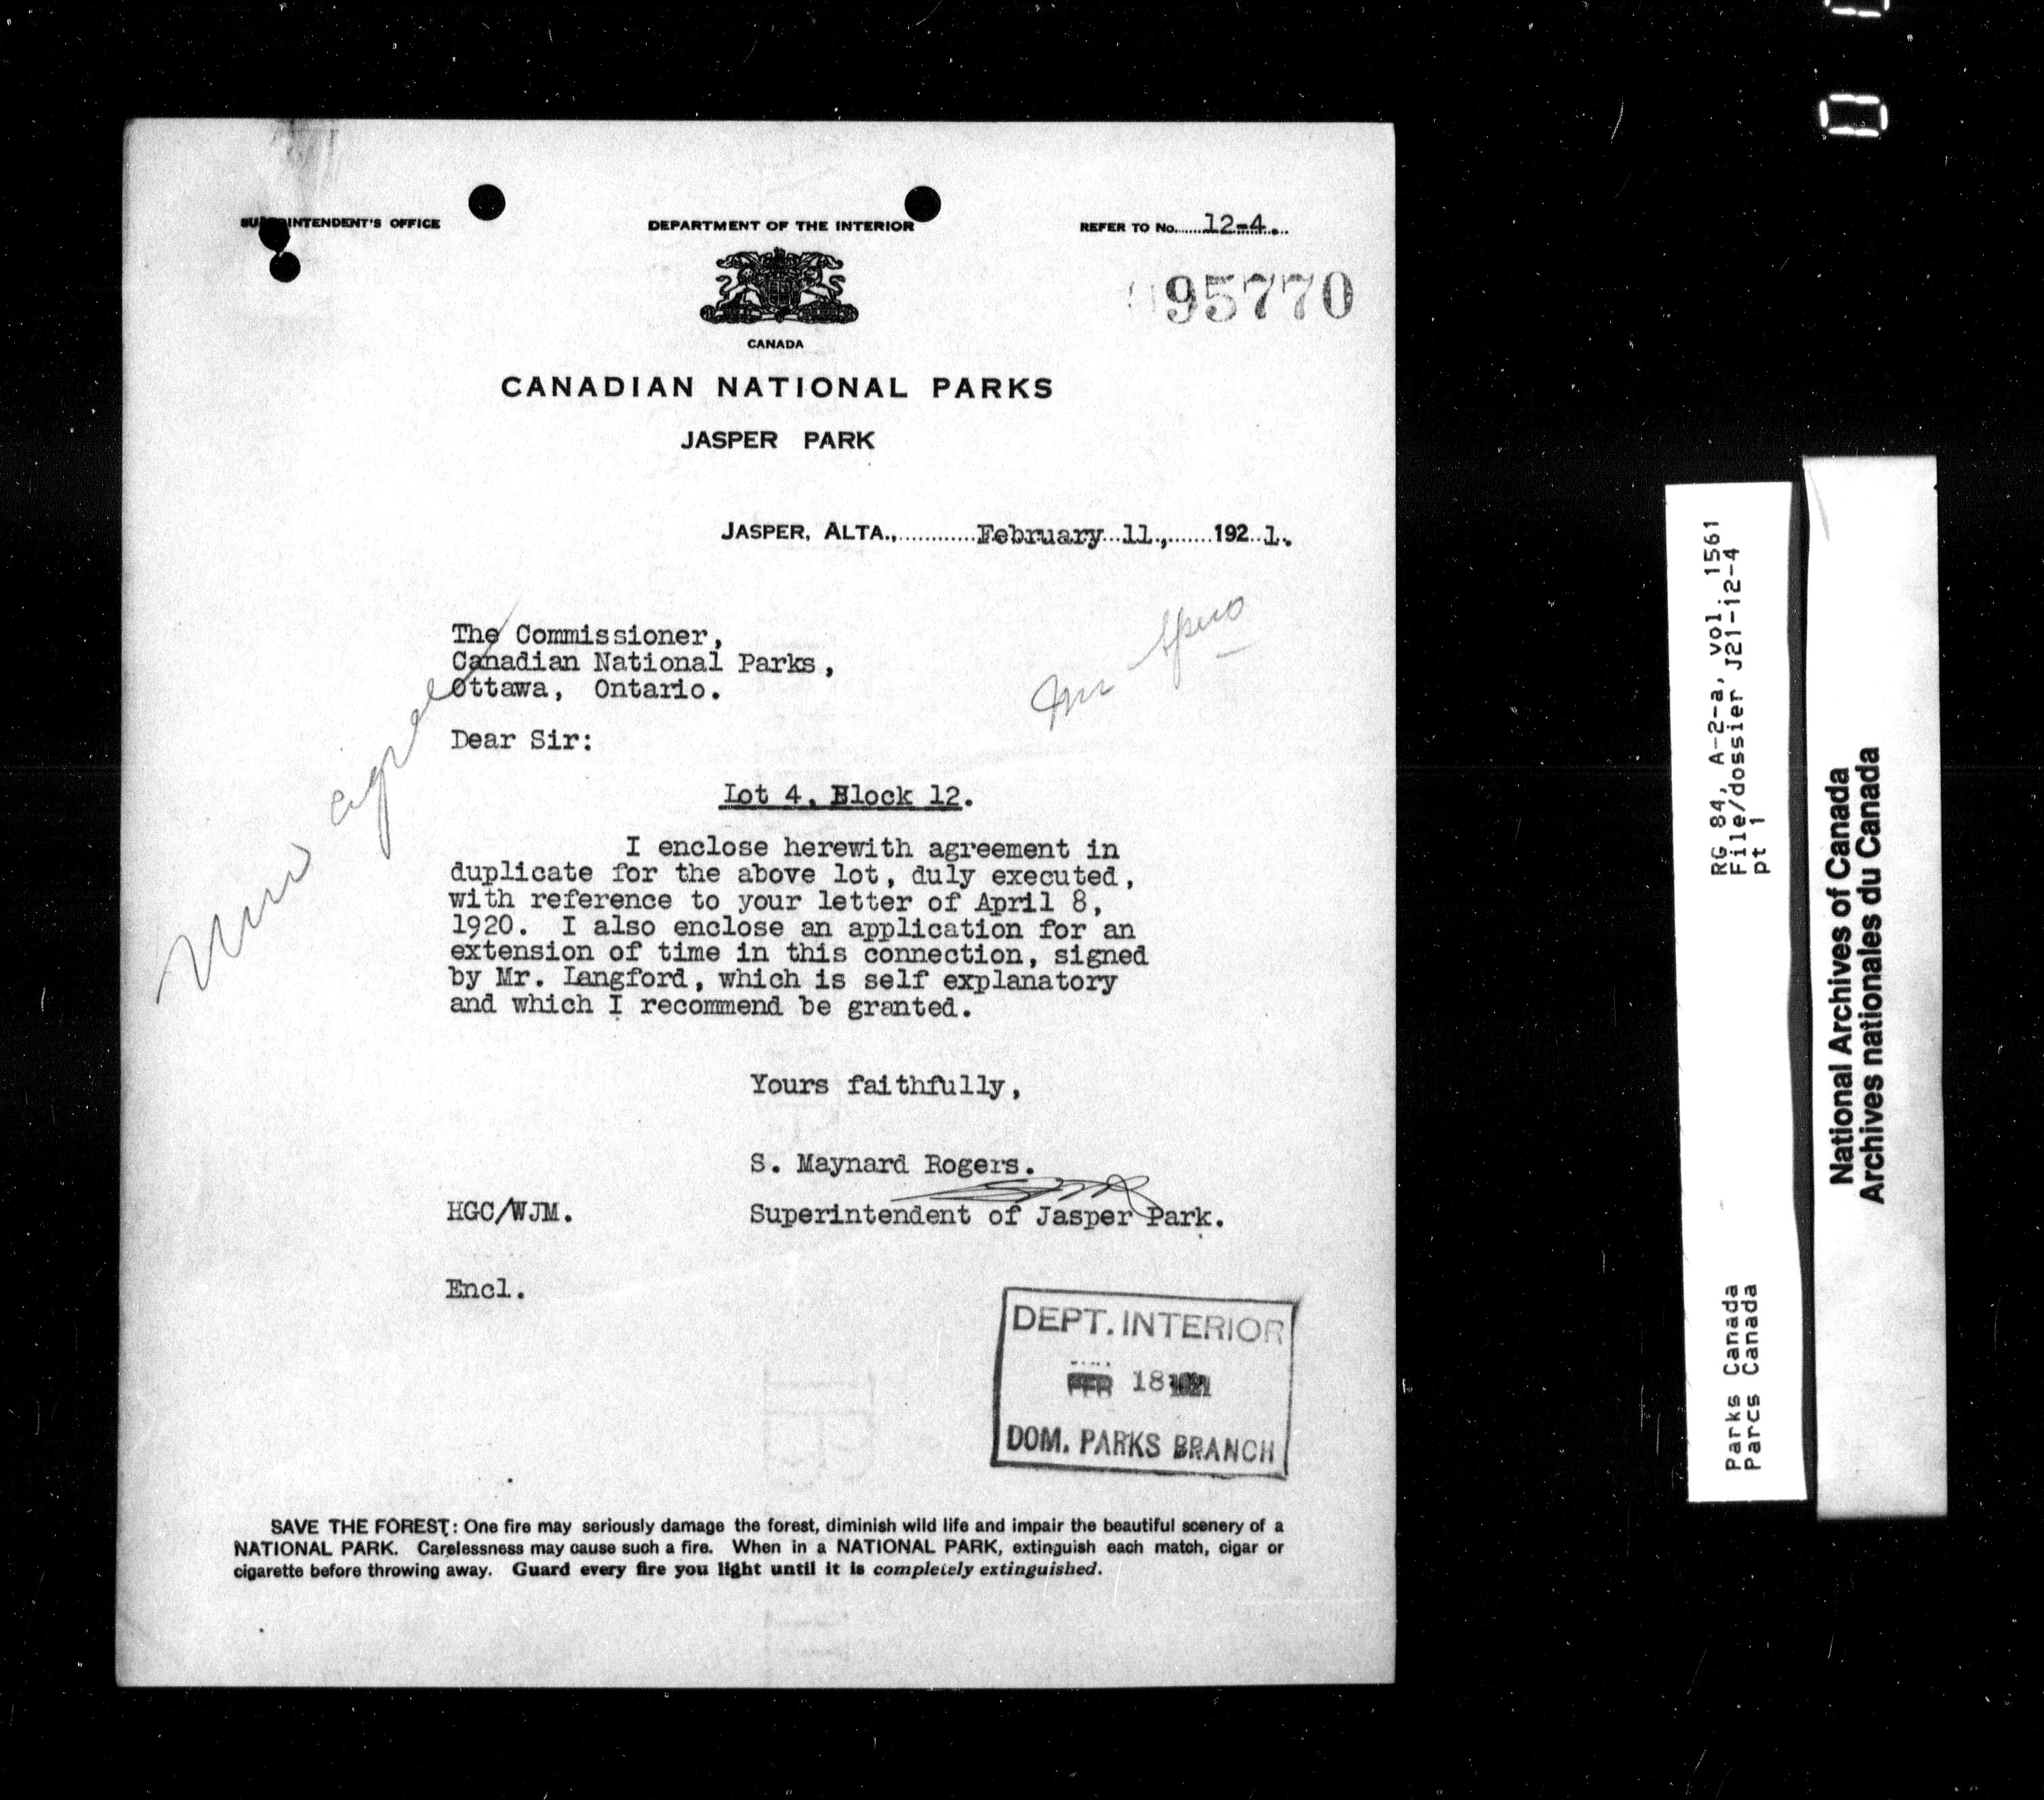 SUPERINTENDENT'S OFFICE
DEPARTMENT OF THE INTERIOR
REFER TO No. 12-4.
95770
CANADA
CANADIAN NATIONAL PARKS
JASPER PARK
JASPER, ALTA., February 11, 1921.
The Commissioner,
Canadian National Parks,
Ottawa, Ontario.
Dear Sir:
Lot 4, Block 12.
I enclose herewith agreement in
duplicate for the above lot, duly executed,
with reference to your letter of April 8,
1920. I also enclose an application for an
extension of time in this connection, signed
by Mr. Langford, which is self explanatory
and which I recommend be granted.
Yours faithfully,
S. Maynard Rogers.
SMR
HGC/WJM.
Superintendent of Jasper Park.
Encl.
DEPT. INTERIOR
FEB 18 1921
DOM. PARKS BRANCH
SAVE THE FOREST: One fire may seriously damage the forest, diminish wild life and impair the beautiful scenery of a
NATIONAL PARK. Carelessness may cause such a fire. When in a NATIONAL PARK, extinguish each match, cigar or
cigarette before throwing away. Guard every fire you light until it is completely extinguished.
RG 84, A-2-a, vol. 1561
File/dossier J21-12-4
pt 1
Parks Canada
Parcs Canada
National Archives of Canada
Archives nationales du Canada